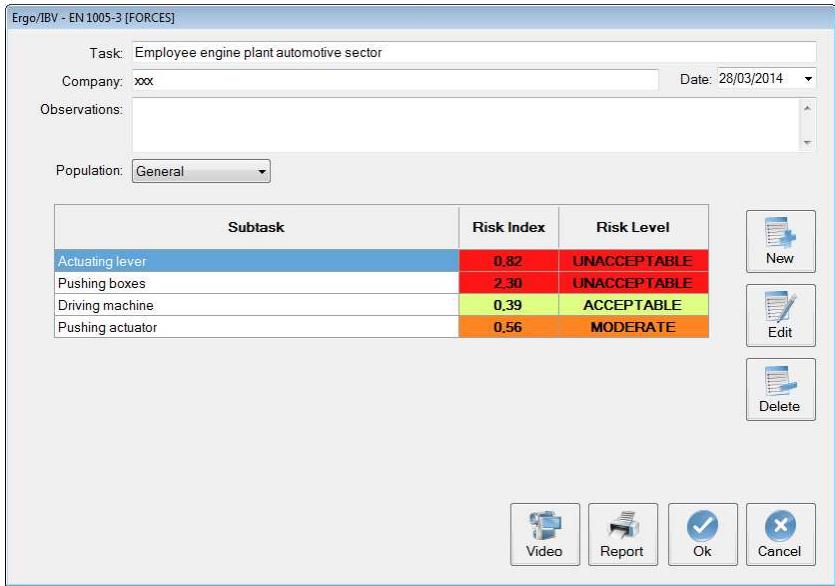 Ergo/IBV - EN 1005-3 [FORCES]
Task: Employee engine plant automotive sector
Company: xxx Date: 28/03/2014
Observations:
Population: General
Subtask Risk Index Risk Level
Actuating lever 0,82 UNACCEPTABLE
Pushing boxes 2,30 UNACCEPTABLE
Driving machine 0,39 ACCEPTABLE
Pushing actuator 0,56 MODERATE
New
Edit
Delete
Video Report Ok Cancel